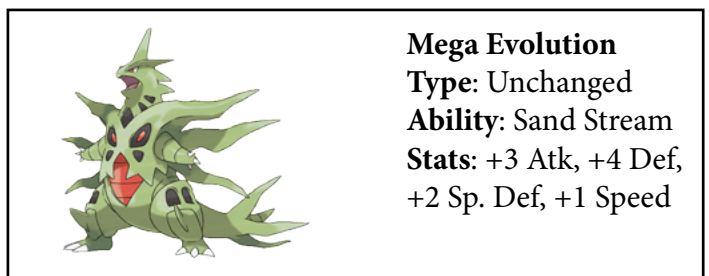 Mega Evolution
Type: Unchanged
Ability: Sand Stream
Stats: +3 Atk, +4 Def,
+2 Sp. Def, +1 Speed